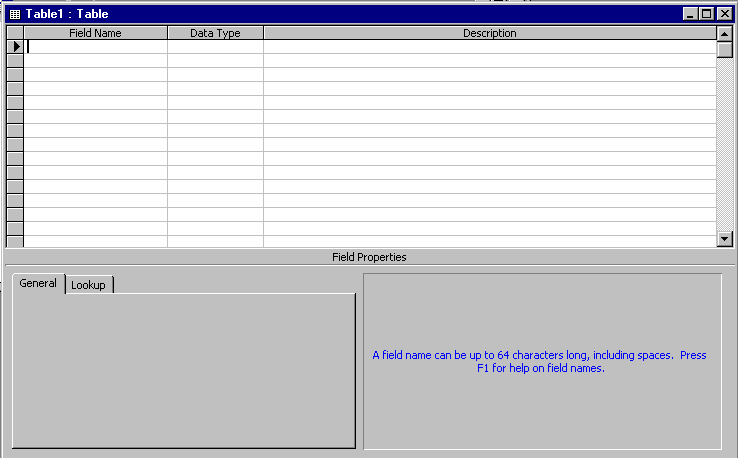 Table1 : Table
Field Name Data Type Description
Field Properties
General Lookup
A field name can be up to 64 characters long, including spaces. Press
F1 for help on field names.